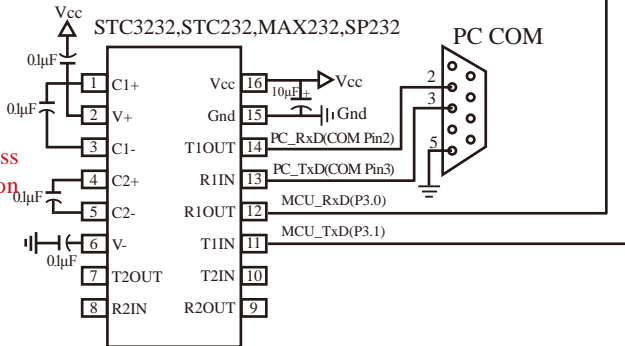 Vcc
STC3232,STC232,MAX232,SP232
PC COM
0.1μF
1 C1+ Vcc 16 Vcc
10μF +
0.1μF
2 V+ Gnd 15 Gnd
3 C1- T1OUT 14 PC_RxD(COM Pin2)
4 C2+ R1IN 13 PC_TxD(COM Pin3)
ss
on
0.1μF
5 C2- R1OUT 12 MCU_RxD(P3.0)
6 V- T1IN 11 MCU_TxD(P3.1)
0.1μF
7 T2OUT T2IN 10
8 R2IN R2OUT 9
2
3
5